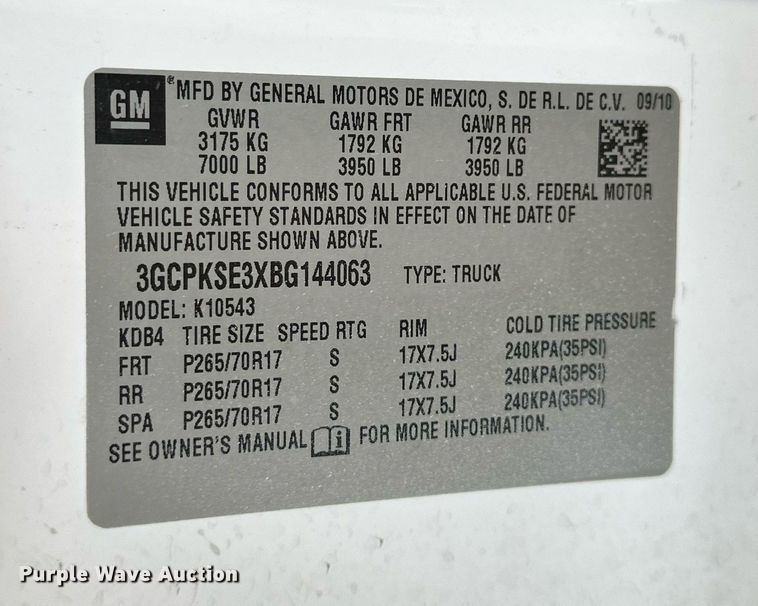 GM ® MFD BY GENERAL MOTORS DE MEXICO, S. DE R.L. DE C.V. 09/10
GVWR GAWR FRT GAWR RR
3175 KG 1792 KG 1792 KG
7000 LB 3950 LB 3950 LB
THIS VEHICLE CONFORMS TO ALL APPLICABLE U.S. FEDERAL MOTOR
VEHICLE SAFETY STANDARDS IN EFFECT ON THE DATE OF
MANUFACTURE SHOWN ABOVE.
3GCPKSE3XBG144063 TYPE: TRUCK
MODEL: K10543
KDB4 TIRE SIZE SPEED RTG RIM COLD TIRE PRESSURE
FRT P265/70R17 S 17X7.5J 240KPA(35PSI)
RR P265/70R17 S 17X7.5J 240KPA(35PSI)
SPA P265/70R17 S 17X7.5J 240KPA(35PSI)
SEE OWNER'S MANUAL i FOR MORE INFORMATION.
Purple Wave Auction